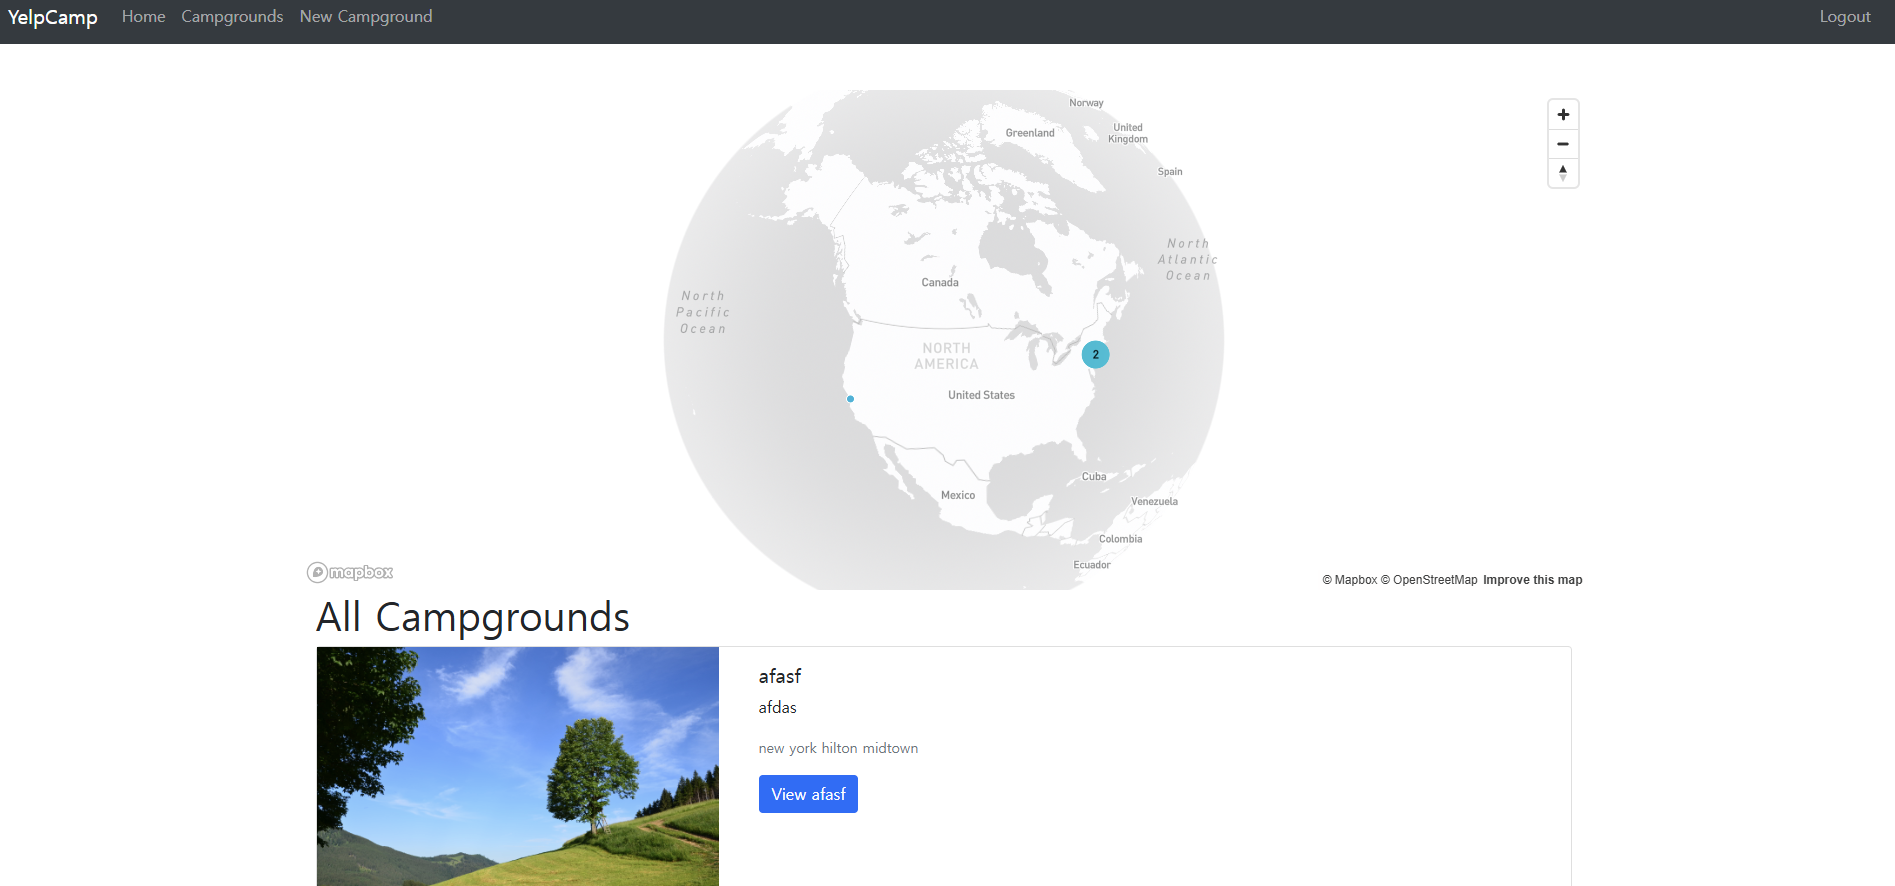 YelpCamp Home Campgrounds New Campground Logout
Norway
Greenland
United
Kingdom
Spain
North
Atlantic
Ocean
Canada
North
Pacific
Ocean
NORTH
AMERICA
2
United States
Cuba
Mexico
Venezuela
Colombia
Ecuador
mapbox
© Mapbox © OpenStreetMap Improve this map
All Campgrounds
afasf
afdas
new york hilton midtown
View afasf